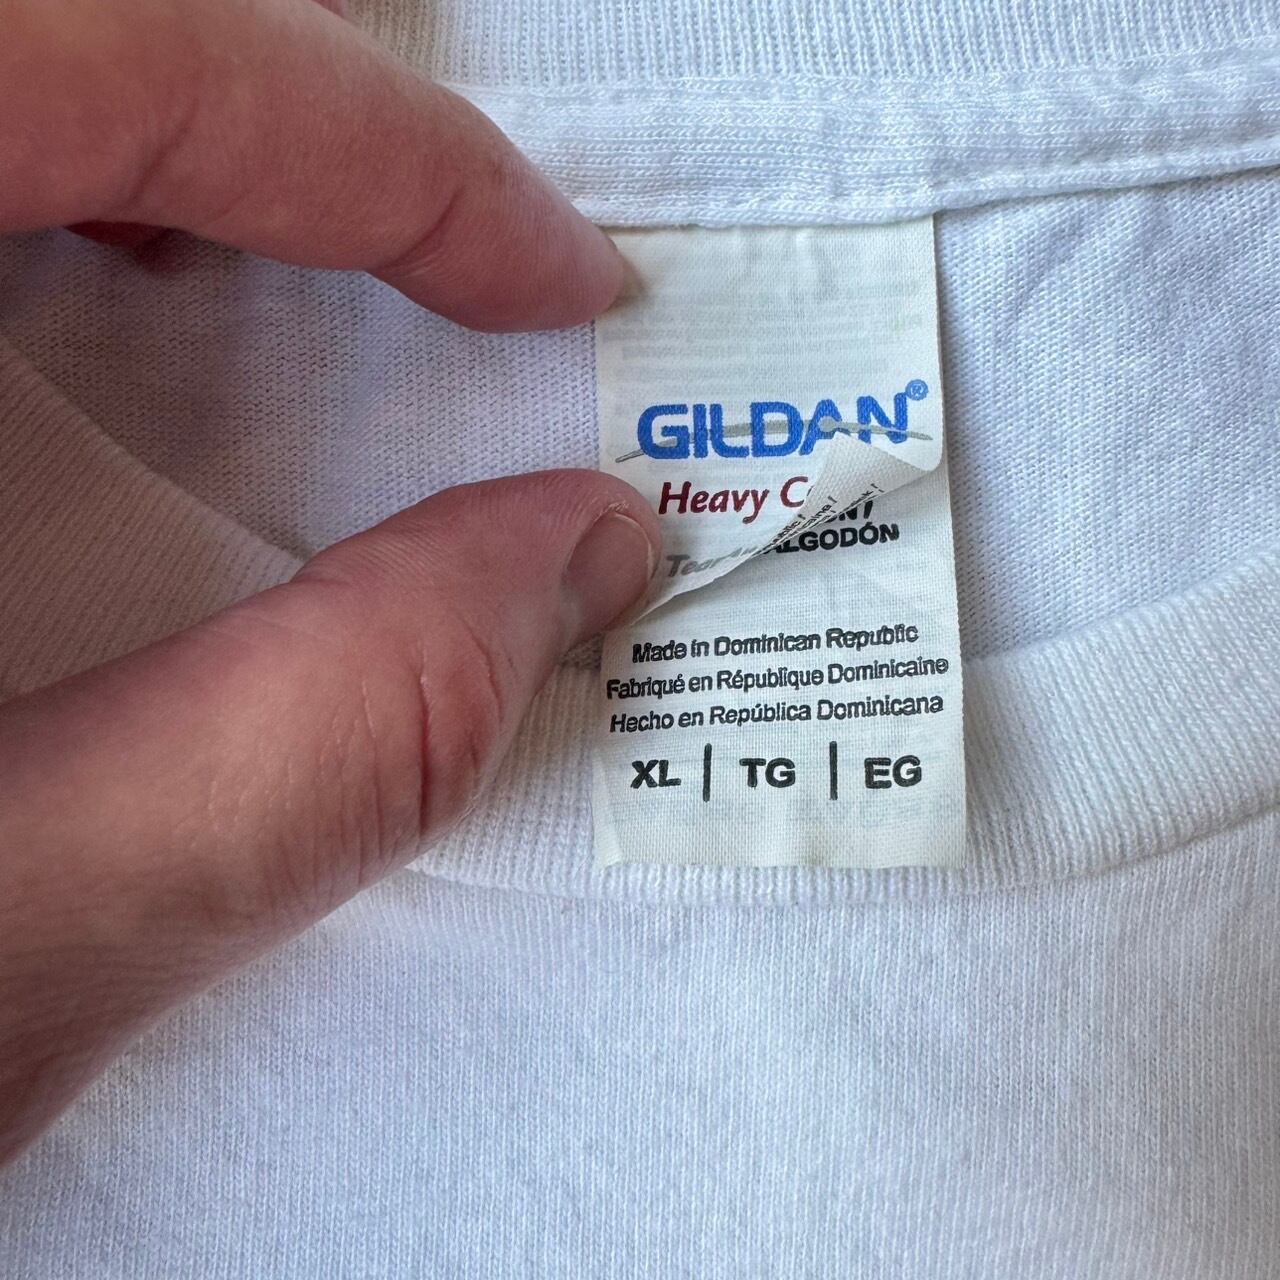 GILDAN®
Heavy
ALGODÓN
Made in Dominican Republic
Fabriqué en République Dominicaine
Hecho en República Dominicana
XL | TG | EG